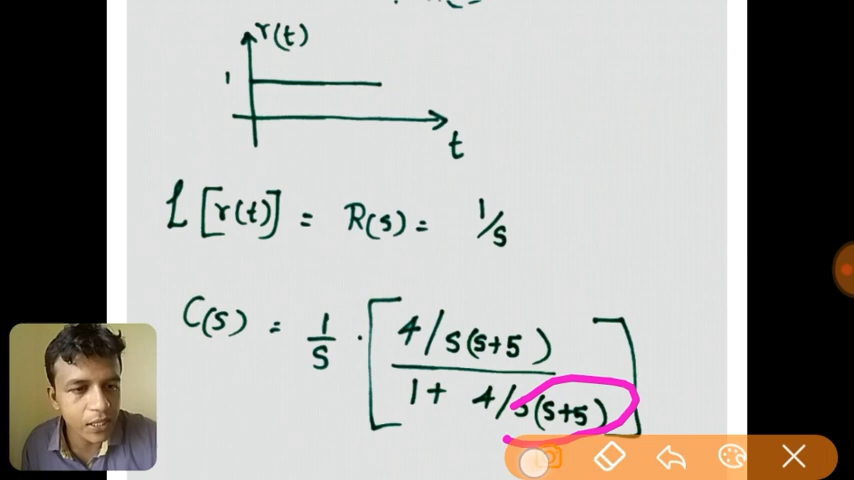 r(t)
1
t
£ [r(t)] = R(s) = 1/s
C(s) = 1/s · [ 4/s(s+5) / 1 + 4/s(s+5) ]